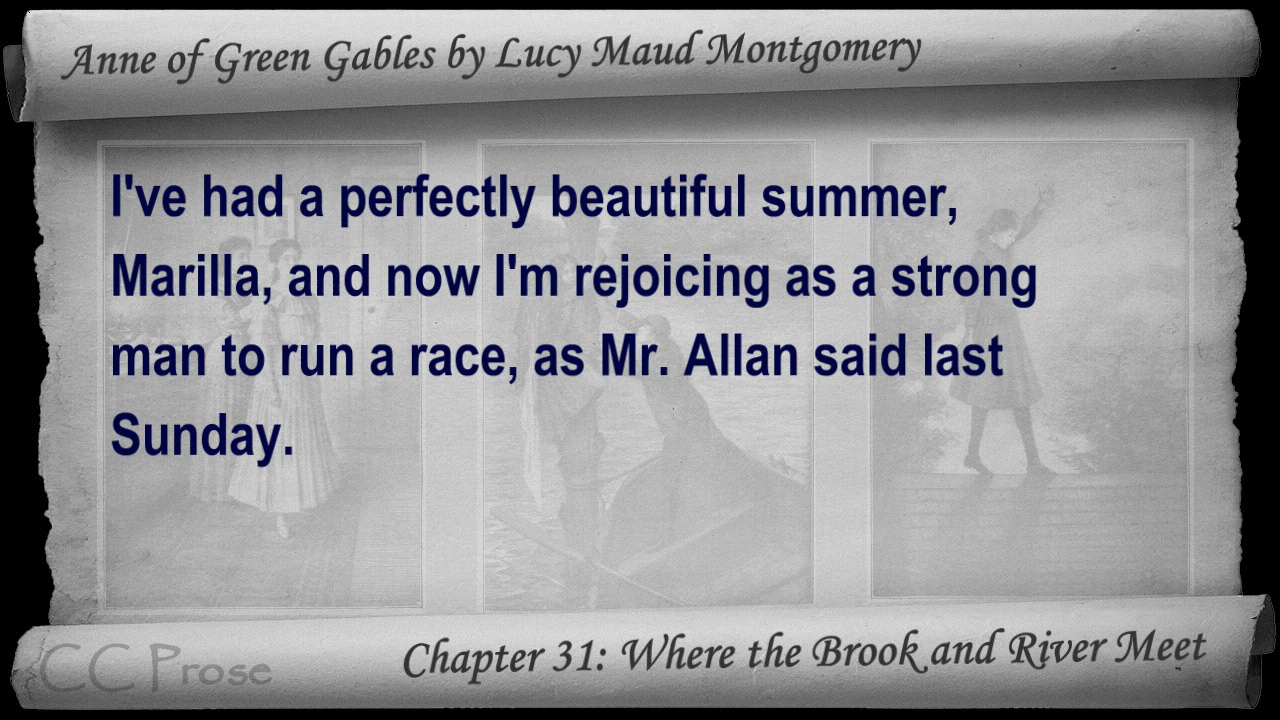 Anne of Green Gables by Lucy Maud Montgomery
I've had a perfectly beautiful summer,
Marilla, and now I'm rejoicing as a strong
man to run a race, as Mr. Allan said last
Sunday.
CC Prose
Chapter 31: Where the Brook and River Meet